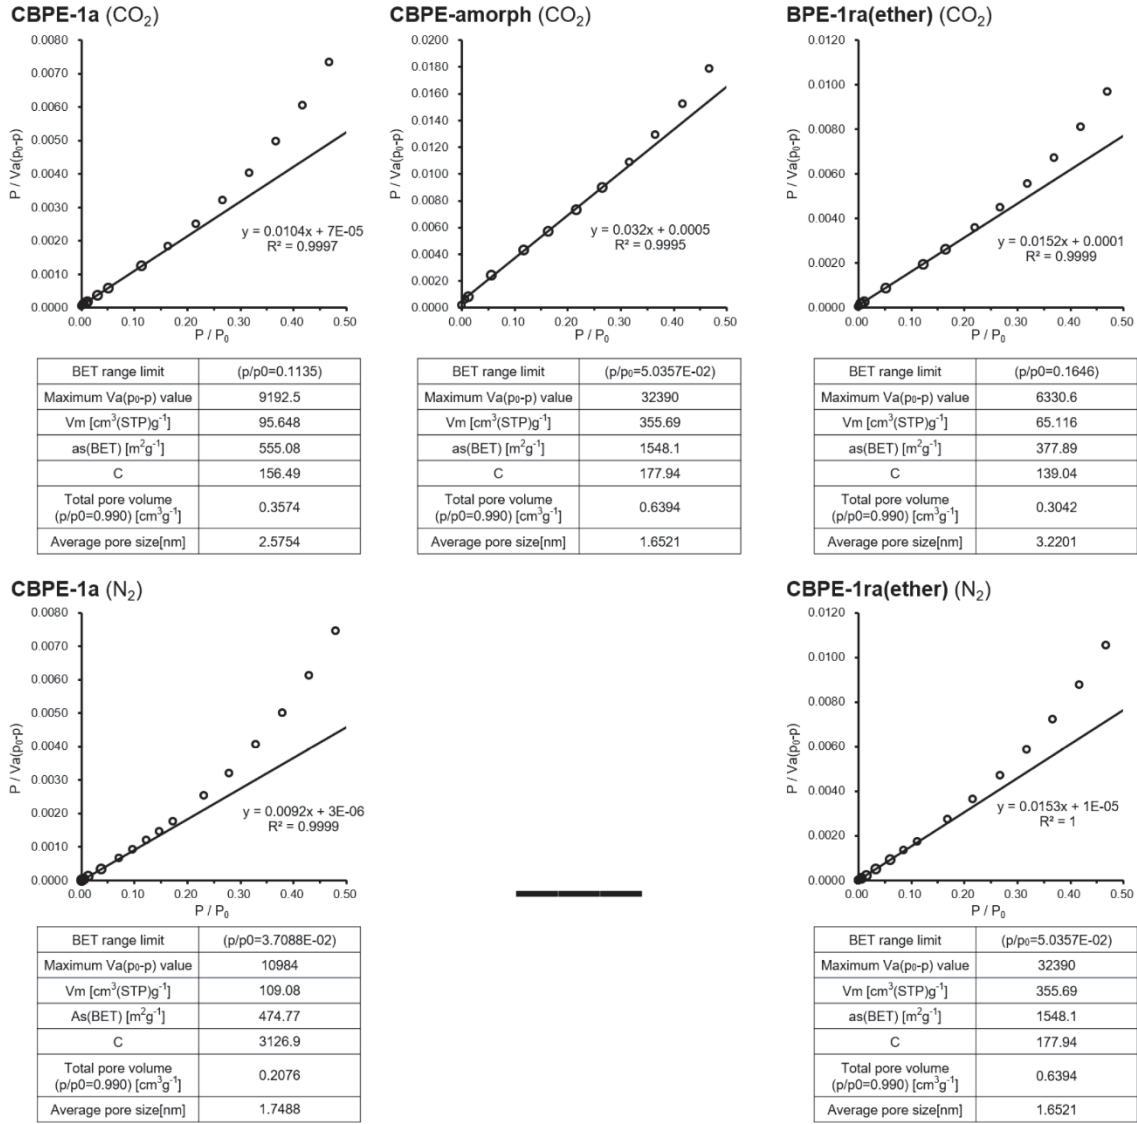 CBPE-1a (CO₂)
0.0080
0.0070
0.0060
0.0050
0.0040
0.0030
0.0020
0.0010
0.0000
P / Va(p₀-p)
y = 0.0104x + 7E-05
R² = 0.9997
0.00 0.10 0.20 0.30 0.40 0.50
P / P₀
BET range limit (p/p0=0.1135)
Maximum Va(p₀-p) value 9192.5
Vm [cm³(STP)g⁻¹] 95.648
as(BET) [m²g⁻¹] 555.08
C 156.49
Total pore volume
(p/p0=0.990) [cm³g⁻¹] 0.3574
Average pore size[nm] 2.5754
CBPE-amorph (CO₂)
0.0200
0.0180
0.0160
0.0140
0.0120
0.0100
0.0080
0.0060
0.0040
0.0020
0.0000
P / Va(p₀-p)
y = 0.032x + 0.0005
R² = 0.9995
0.00 0.10 0.20 0.30 0.40 0.50
P / P₀
BET range limit (p/p₀=5.0357E-02)
Maximum Va(p₀-p) value 32390
Vm [cm³(STP)g⁻¹] 355.69
as(BET) [m²g⁻¹] 1548.1
C 177.94
Total pore volume
(p/p0=0.990) [cm³g⁻¹] 0.6394
Average pore size[nm] 1.6521
BPE-1ra(ether) (CO₂)
0.0120
0.0100
0.0080
0.0060
0.0040
0.0020
0.0000
P / Va(p₀-p)
y = 0.0152x + 0.0001
R² = 0.9999
0.00 0.10 0.20 0.30 0.40 0.50
P / P₀
BET range limit (p/p0=0.1646)
Maximum Va(p₀-p) value 6330.6
Vm [cm³(STP)g⁻¹] 65.116
as(BET) [m²g⁻¹] 377.89
C 139.04
Total pore volume
(p/p0=0.990) [cm³g⁻¹] 0.3042
Average pore size[nm] 3.2201
CBPE-1a (N₂)
0.0080
0.0070
0.0060
0.0050
0.0040
0.0030
0.0020
0.0010
0.0000
P / Va(p₀-p)
y = 0.0092x + 3E-06
R² = 0.9999
0.00 0.10 0.20 0.30 0.40 0.50
P / P₀
BET range limit (p/p0=3.7088E-02)
Maximum Va(p₀-p) value 10984
Vm [cm³(STP)g⁻¹] 109.08
As(BET) [m²g⁻¹] 474.77
C 3126.9
Total pore volume
(p/p0=0.990) [cm³g⁻¹] 0.2076
Average pore size[nm] 1.7488
CBPE-1ra(ether) (N₂)
0.0120
0.0100
0.0080
0.0060
0.0040
0.0020
0.0000
P / Va(p₀-p)
y = 0.0153x + 1E-05
R² = 1
0.00 0.10 0.20 0.30 0.40 0.50
P / P₀
BET range limit (p/p₀=5.0357E-02)
Maximum Va(p₀-p) value 32390
Vm [cm³(STP)g⁻¹] 355.69
as(BET) [m²g⁻¹] 1548.1
C 177.94
Total pore volume
(p/p0=0.990) [cm³g⁻¹] 0.6394
Average pore size[nm] 1.6521